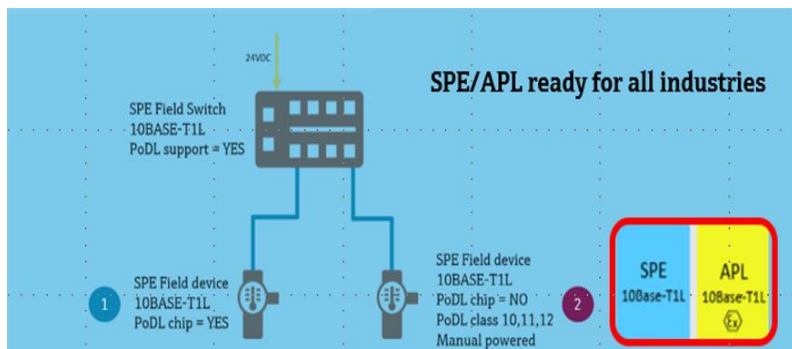 24VDC
SPE/APL ready for all industries
SPE Field Switch
10BASE-T1L
PoDL support = YES
SPE Field device
10BASE-T1L
PoDL chip = YES
1
SPE Field device
10BASE-T1L
PoDL chip = NO
PoDL class 10,11,12
Manual powered
2
SPE
10Base-T1L
APL
10Base-T1L
Ex